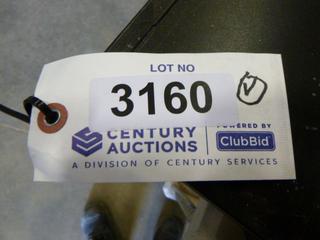 LOT NO
3160
CENTURY
AUCTIONS
POWERED BY
ClubBid
A DIVISION OF CENTURY SERVICES